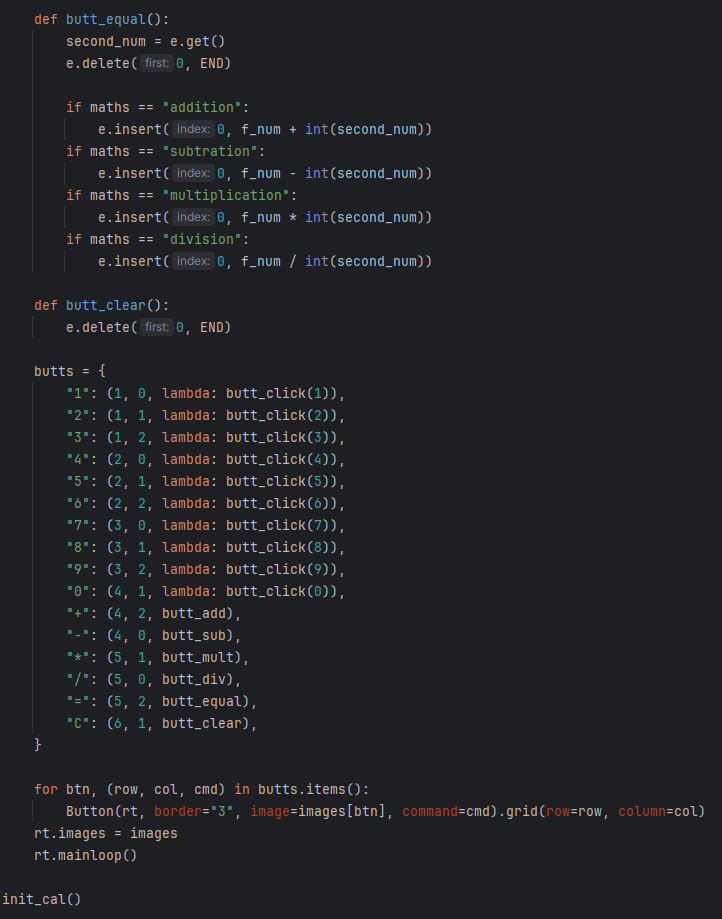 def butt_equal():
second_num = e.get()
e.delete( first: 0, END)
if maths == "addition":
e.insert( index: 0, f_num + int(second_num))
if maths == "subtration":
e.insert( index: 0, f_num - int(second_num))
if maths == "multiplication":
e.insert( index: 0, f_num * int(second_num))
if maths == "division":
e.insert( index: 0, f_num / int(second_num))
def butt_clear():
e.delete( first: 0, END)
butts = {
"1": (1, 0, lambda: butt_click(1)),
"2": (1, 1, lambda: butt_click(2)),
"3": (1, 2, lambda: butt_click(3)),
"4": (2, 0, lambda: butt_click(4)),
"5": (2, 1, lambda: butt_click(5)),
"6": (2, 2, lambda: butt_click(6)),
"7": (3, 0, lambda: butt_click(7)),
"8": (3, 1, lambda: butt_click(8)),
"9": (3, 2, lambda: butt_click(9)),
"0": (4, 1, lambda: butt_click(0)),
"+": (4, 2, butt_add),
"-": (4, 0, butt_sub),
"*": (5, 1, butt_mult),
"/": (5, 0, butt_div),
"=": (5, 2, butt_equal),
"C": (6, 1, butt_clear),
}
for btn, (row, col, cmd) in butts.items():
Button(rt, border="3", image=images[btn], command=cmd).grid(row=row, column=col)
rt.images = images
rt.mainloop()
init_cal()